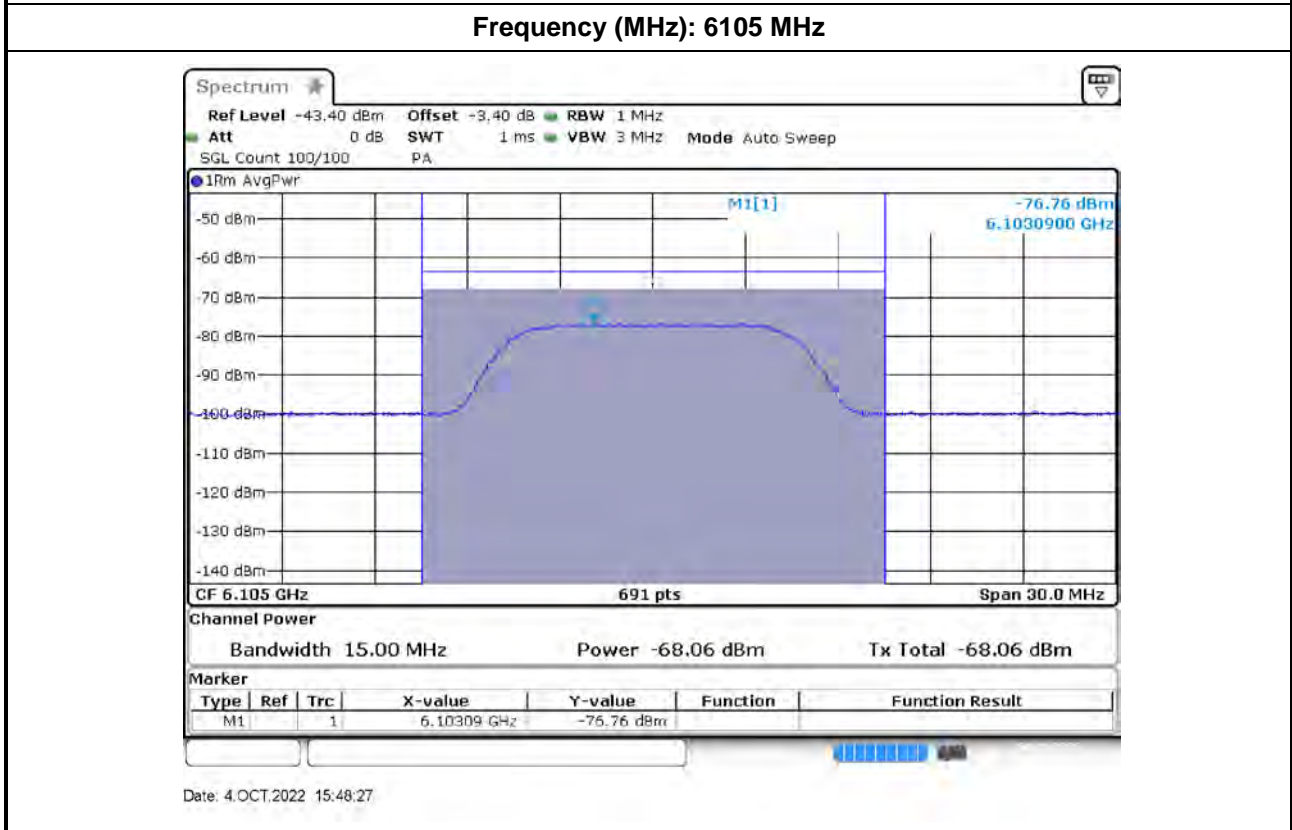 Frequency (MHz): 6105 MHz
Spectrum
Ref Level -43.40 dBm Offset -3.40 dB RBW 1 MHz
Att 0 dB SWT 1 ms VBW 3 MHz Mode Auto Sweep
SGL Count 100/100 PA
1Rm AvgPwr
M1[1] -76.76 dBm
6.1030900 GHz
-50 dBm
-60 dBm
-70 dBm
-80 dBm
-90 dBm
-100 dBm
-110 dBm
-120 dBm
-130 dBm
-140 dBm
CF 6.105 GHz 691 pts Span 30.0 MHz
Channel Power
Bandwidth 15.00 MHz Power -68.06 dBm Tx Total -68.06 dBm
Marker
Type Ref Trc X-value Y-value Function Function Result
M1 1 6.10309 GHz -76.76 dBm
Date: 4.OCT.2022 15:48:27